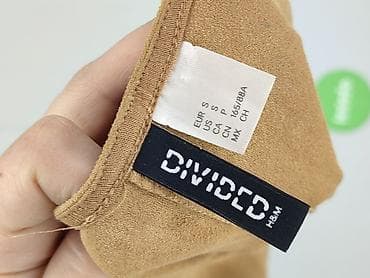 EUR S
US S
CA P
CN 165/88A
MX CH
DIVIDED
H&M